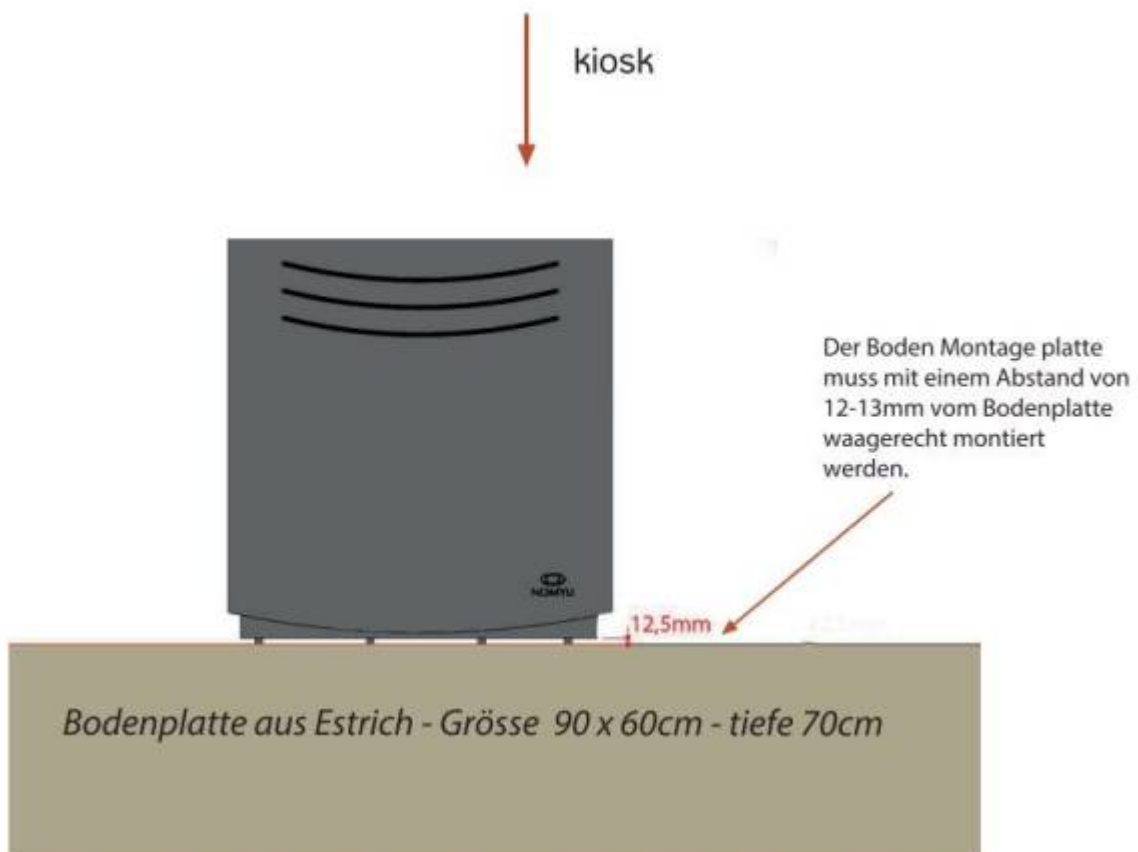 kiosk
Der Boden Montage platte
muss mit einem Abstand von
12-13mm vom Bodenplatte
waagerecht montiert
werden.
NOMYU
12,5mm
Bodenplatte aus Estrich - Grösse 90 x 60cm - tiefe 70cm